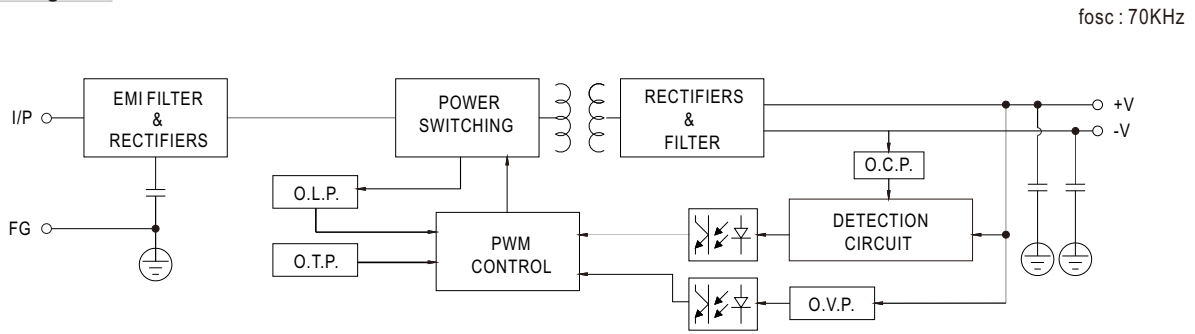 fosc : 70KHz
I/P
EMI FILTER
&
RECTIFIERS
POWER
SWITCHING
RECTIFIERS
&
FILTER
+V
-V
O.C.P.
O.L.P.
FG
O.T.P.
PWM
CONTROL
DETECTION
CIRCUIT
O.V.P.